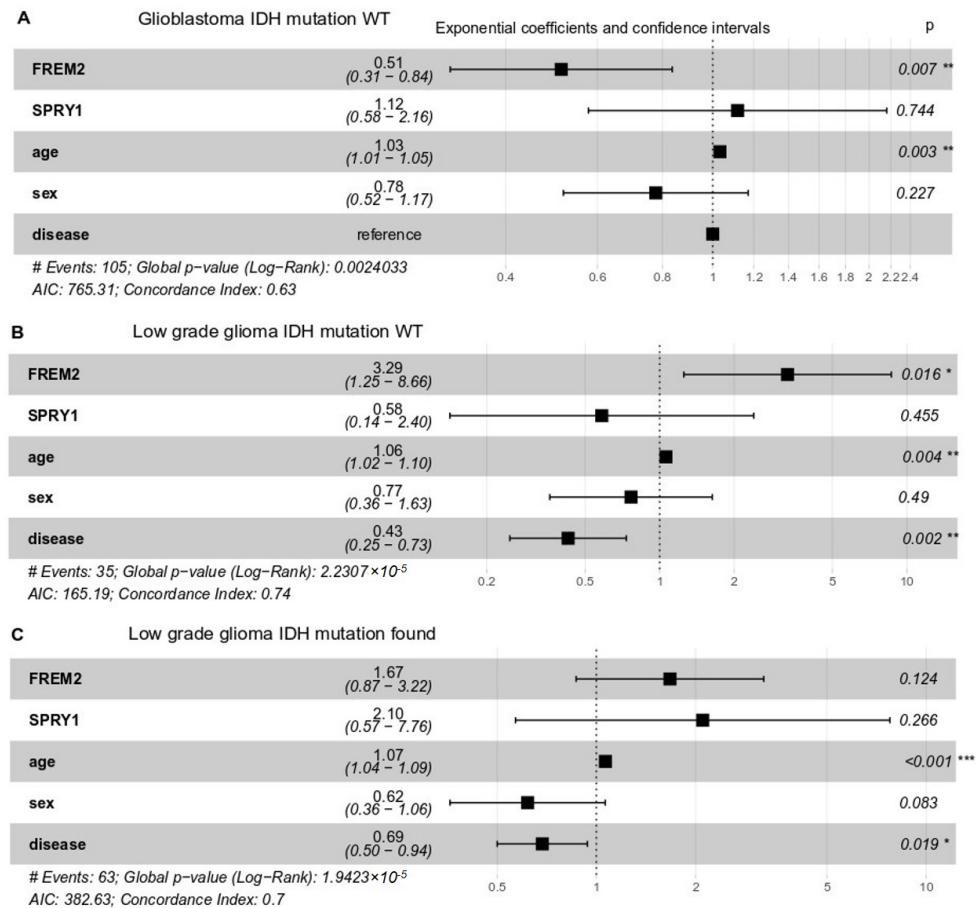 A Glioblastoma IDH mutation WT
Exponential coefficients and confidence intervals p
FREM2 0.51 0.007 **
(0.31 – 0.84)
SPRY1 1.12 0.744
(0.58 – 2.16)
age 1.03 0.003 **
(1.01 – 1.05)
sex 0.78 0.227
(0.52 – 1.17)
disease reference
# Events: 105; Global p−value (Log−Rank): 0.0024033
AIC: 765.31; Concordance Index: 0.63
0.4 0.6 0.8 1 1.2 1.4 1.6 1.8 2 2.2 2.4
B Low grade glioma IDH mutation WT
FREM2 3.29 0.016 *
(1.25 – 8.66)
SPRY1 0.58 0.455
(0.14 – 2.40)
age 1.06 0.004 **
(1.02 – 1.10)
sex 0.77 0.49
(0.36 – 1.63)
disease 0.43 0.002 **
(0.25 – 0.73)
# Events: 35; Global p−value (Log−Rank): 2.2307×10⁻⁵
AIC: 165.19; Concordance Index: 0.74
0.2 0.5 1 2 5 10
C Low grade glioma IDH mutation found
FREM2 1.67 0.124
(0.87 – 3.22)
SPRY1 2.10 0.266
(0.57 – 7.76)
age 1.07 <0.001 ***
(1.04 – 1.09)
sex 0.62 0.083
(0.36 – 1.06)
disease 0.69 0.019 *
(0.50 – 0.94)
# Events: 63; Global p−value (Log−Rank): 1.9423×10⁻⁵
AIC: 382.63; Concordance Index: 0.7
0.5 1 2 5 10